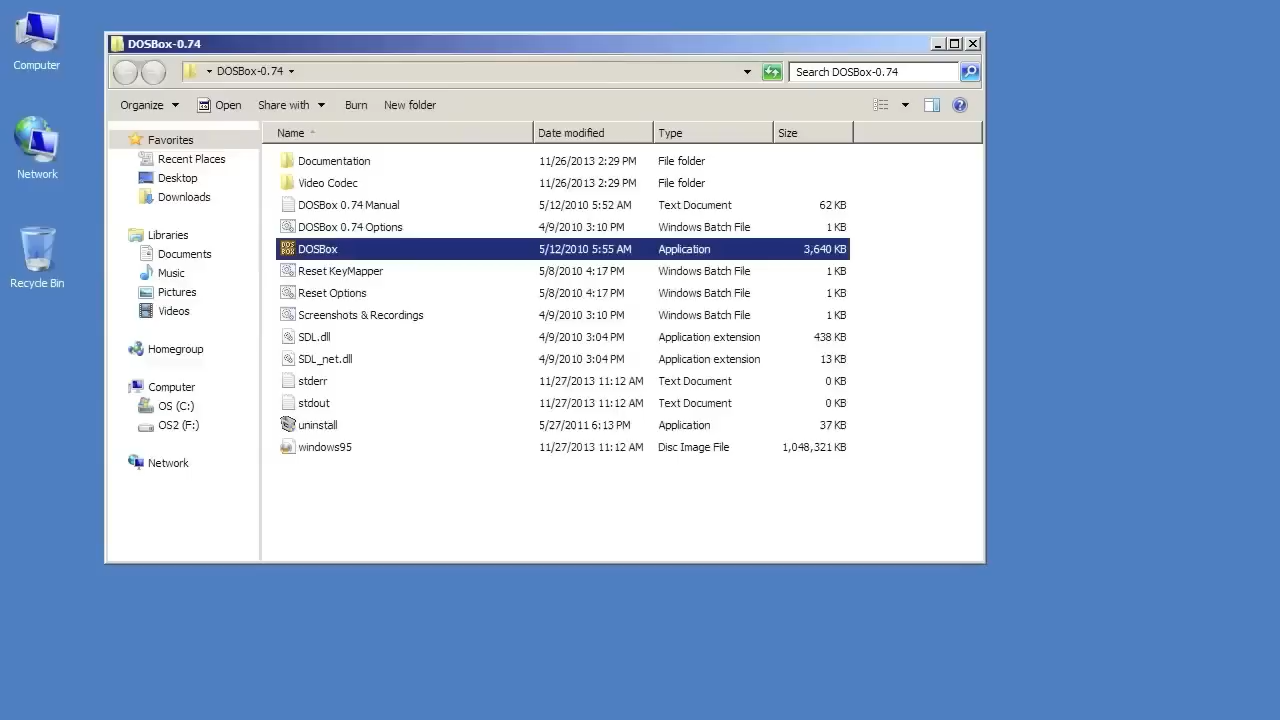 Computer
Network
Recycle Bin
DOSBox-0.74
DOSBox-0.74
Search DOSBox-0.74
Organize Open Share with Burn New folder
Name Date modified Type Size
Favorites
Recent Places
Desktop
Downloads
Libraries
Documents
Music
Pictures
Videos
Homegroup
Computer
OS (C:)
OS2 (F:)
Network
Documentation 11/26/2013 2:29 PM File folder
Video Codec 11/26/2013 2:29 PM File folder
DOSBox 0.74 Manual 5/12/2010 5:52 AM Text Document 62 KB
DOSBox 0.74 Options 4/9/2010 3:10 PM Windows Batch File 1 KB
DOSBox 5/12/2010 5:55 AM Application 3,640 KB
Reset KeyMapper 5/8/2010 4:17 PM Windows Batch File 1 KB
Reset Options 5/8/2010 4:17 PM Windows Batch File 1 KB
Screenshots & Recordings 4/9/2010 3:10 PM Windows Batch File 1 KB
SDL.dll 4/9/2010 3:04 PM Application extension 438 KB
SDL_net.dll 4/9/2010 3:04 PM Application extension 13 KB
stderr 11/27/2013 11:12 AM Text Document 0 KB
stdout 11/27/2013 11:12 AM Text Document 0 KB
uninstall 5/27/2011 6:13 PM Application 37 KB
windows95 11/27/2013 11:12 AM Disc Image File 1,048,321 KB